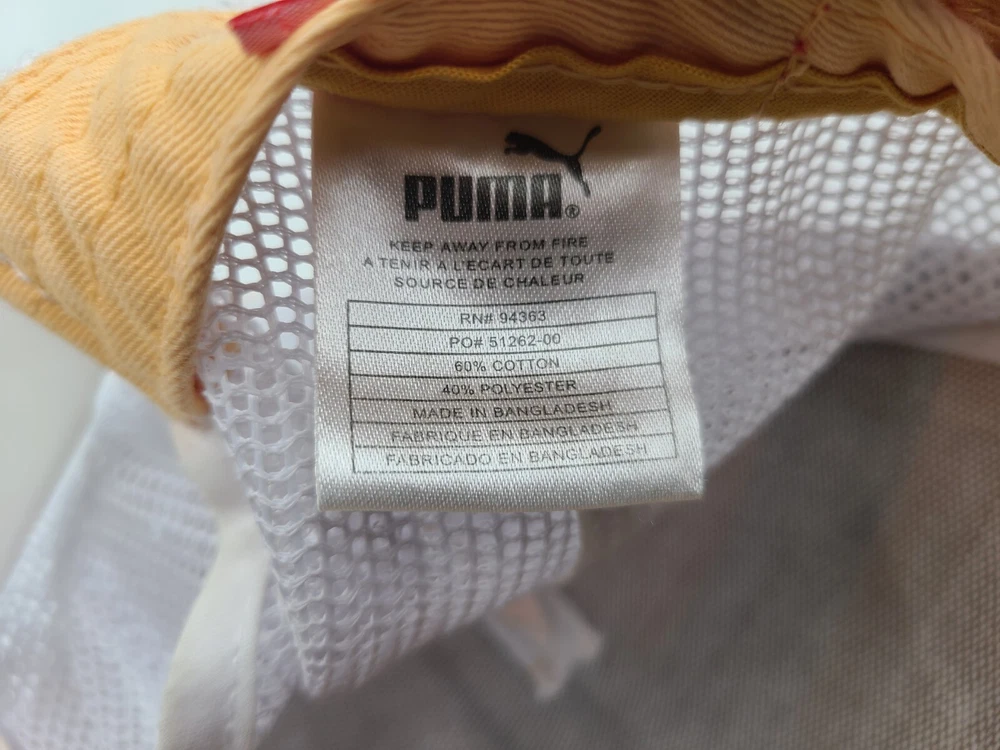 PUMA®
KEEP AWAY FROM FIRE
A TENIR A L'ECART DE TOUTE
SOURCE DE CHALEUR
RN# 94363
PO# 51262-00
60% COTTON
40% POLYESTER
MADE IN BANGLADESH
FABRIQUE EN BANGLADESH
FABRICADO EN BANGLADESH